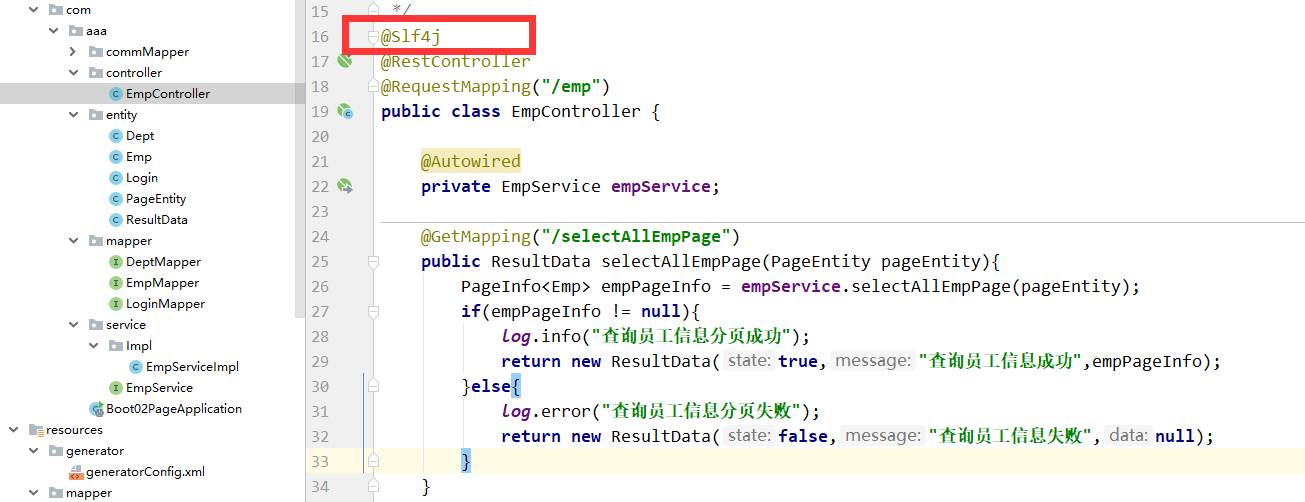 com
aaa
commMapper
controller
EmpController
entity
Dept
Emp
Login
PageEntity
ResultData
mapper
DeptMapper
EmpMapper
LoginMapper
service
Impl
EmpServiceImpl
EmpService
Boot02PageApplication
resources
generator
generatorConfig.xml
mapper
15 */
16 @Slf4j
17 @RestController
18 @RequestMapping("/emp")
19 public class EmpController {
20
21 @Autowired
22 private EmpService empService;
23
24 @GetMapping("/selectAllEmpPage")
25 public ResultData selectAllEmpPage(PageEntity pageEntity){
26 PageInfo<Emp> empPageInfo = empService.selectAllEmpPage(pageEntity);
27 if(empPageInfo != null){
28 log.info("查询员工信息分页成功");
29 return new ResultData( state: true, message: "查询员工信息成功",empPageInfo);
30 }else{
31 log.error("查询员工信息分页失败");
32 return new ResultData( state: false, message: "查询员工信息失败", data: null);
33 }
34 }